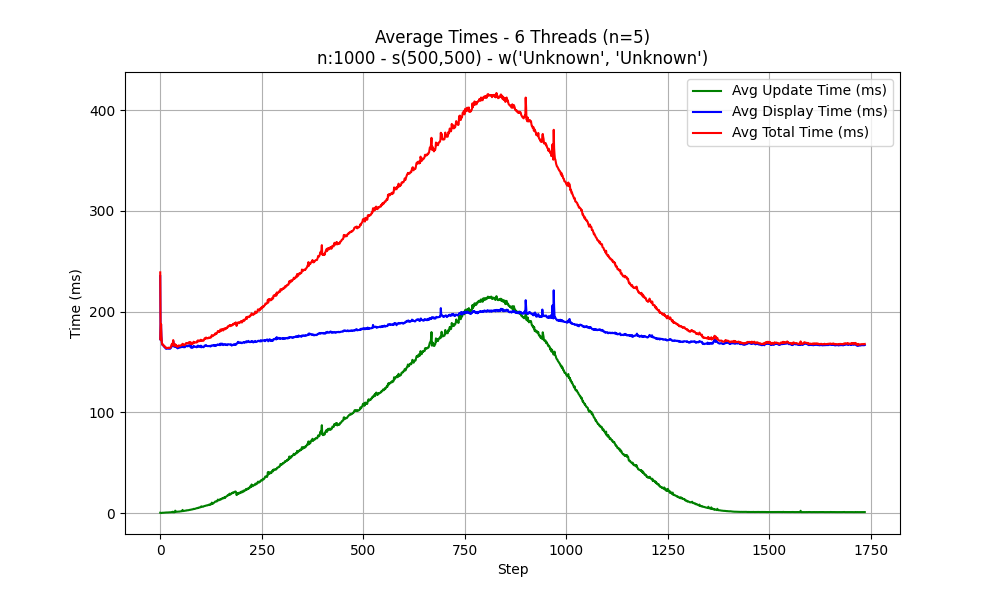 Average Times - 6 Threads (n=5)
n:1000 - s(500,500) - w('Unknown', 'Unknown')
Avg Update Time (ms)
Avg Display Time (ms)
Avg Total Time (ms)
Time (ms)
400
300
200
100
0
0 250 500 750 1000 1250 1500 1750
Step